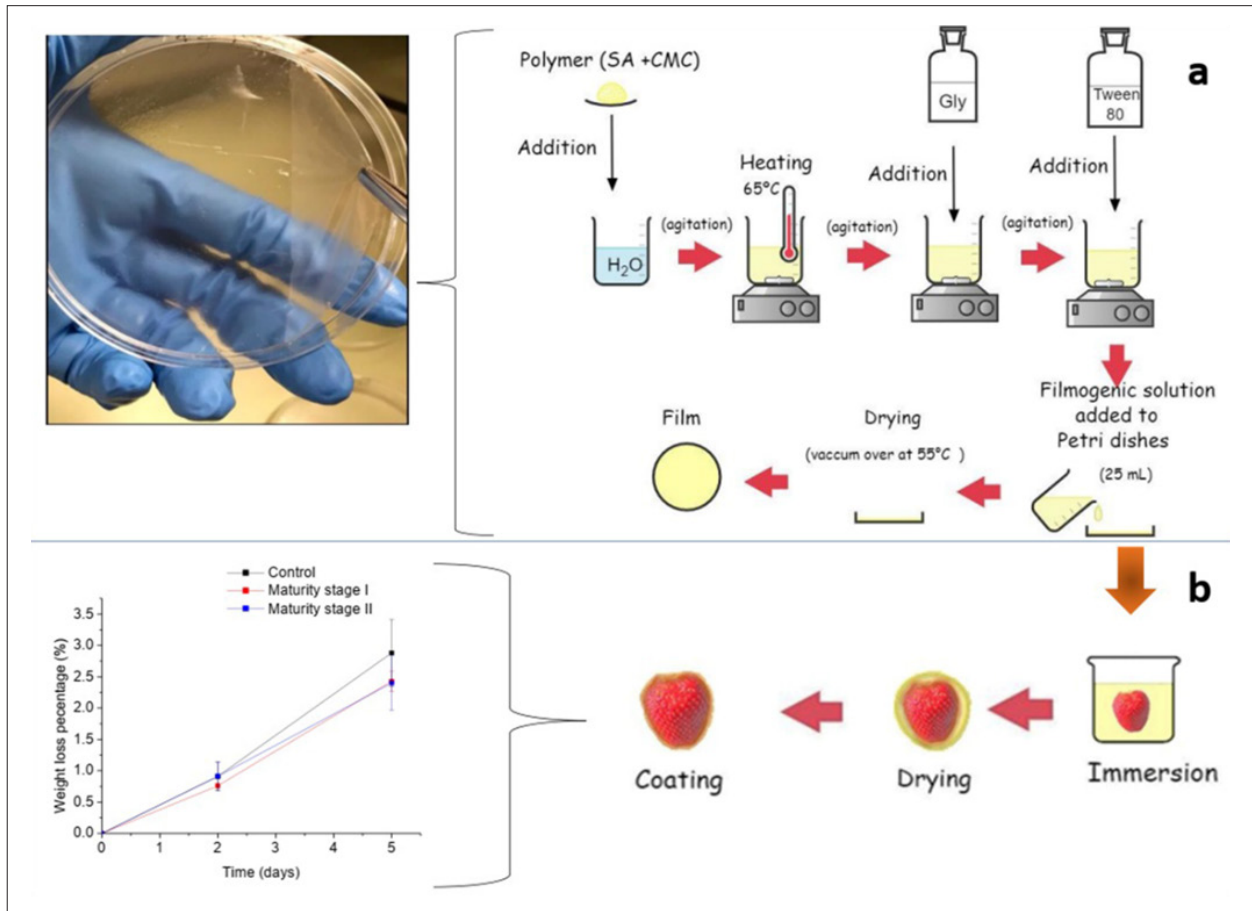 a
Polymer (SA +CMC)
Gly
Tween
80
Addition
Heating
65ºC
Addition
Addition
(agitation)
(agitation)
(agitation)
H2O
Filmogenic solution
added to
Petri dishes
(25 mL)
Drying
(vaccum over at 55ºC )
Film
b
Control
Maturity stage I
Maturity stage II
Weight loss pecentage (%)
3.5
3.0
2.5
2.0
1.5
1.0
0.5
0.0
0 1 2 3 4 5
Time (days)
Coating
Drying
Immersion